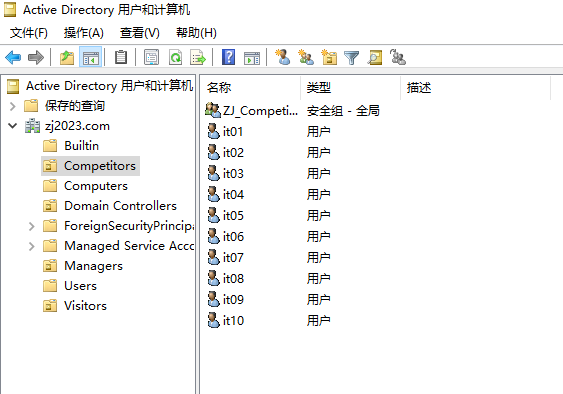 Active Directory 用户和计算机
文件(F) 操作(A) 查看(V) 帮助(H)
Active Directory 用户和计算机
保存的查询
zj2023.com
Builtin
Competitors
Computers
Domain Controllers
ForeignSecurityPrincipa
Managed Service Acco
Managers
Users
Visitors
名称 类型 描述
ZJ_Competi... 安全组 - 全局
it01 用户
it02 用户
it03 用户
it04 用户
it05 用户
it06 用户
it07 用户
it08 用户
it09 用户
it10 用户